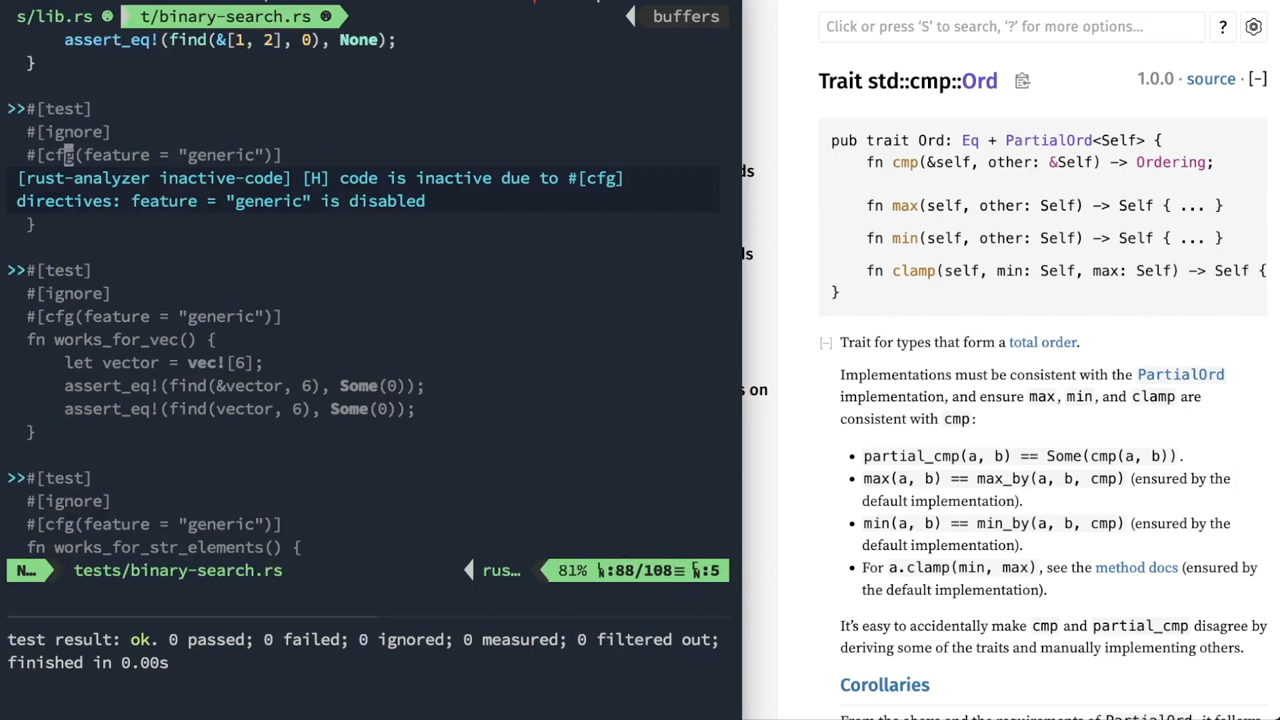 s/lib.rs
t/binary-search.rs
buffers
assert_eq!(find(&[1, 2], 0), None);
}
>>#[test]
#[ignore]
#[cfg(feature = "generic")]
[rust-analyzer inactive-code] [H] code is inactive due to #[cfg]
directives: feature = "generic" is disabled
}
>>#[test]
#[ignore]
#[cfg(feature = "generic")]
fn works_for_vec() {
let vector = vec![6];
assert_eq!(find(&vector, 6), Some(0));
assert_eq!(find(vector, 6), Some(0));
}
>>#[test]
#[ignore]
#[cfg(feature = "generic")]
fn works_for_str_elements() {
N… tests/binary-search.rs rus… 81% ㏑:88/108≡ ㏑:5
test result: ok. 0 passed; 0 failed; 0 ignored; 0 measured; 0 filtered out;
finished in 0.00s
ds
ds
s on
Click or press ‘S’ to search, ‘?’ for more options…
?
Trait std::cmp::Ord
1.0.0 · source · [-]
pub trait Ord: Eq + PartialOrd<Self> {
fn cmp(&self, other: &Self) -> Ordering;
fn max(self, other: Self) -> Self { ... }
fn min(self, other: Self) -> Self { ... }
fn clamp(self, min: Self, max: Self) -> Self {
}
[−] Trait for types that form a total order.
Implementations must be consistent with the PartialOrd
implementation, and ensure max, min, and clamp are
consistent with cmp:
• partial_cmp(a, b) == Some(cmp(a, b)).
• max(a, b) == max_by(a, b, cmp) (ensured by the
default implementation).
• min(a, b) == min_by(a, b, cmp) (ensured by the
default implementation).
• For a.clamp(min, max), see the method docs (ensured by
the default implementation).
It’s easy to accidentally make cmp and partial_cmp disagree by
deriving some of the traits and manually implementing others.
Corollaries